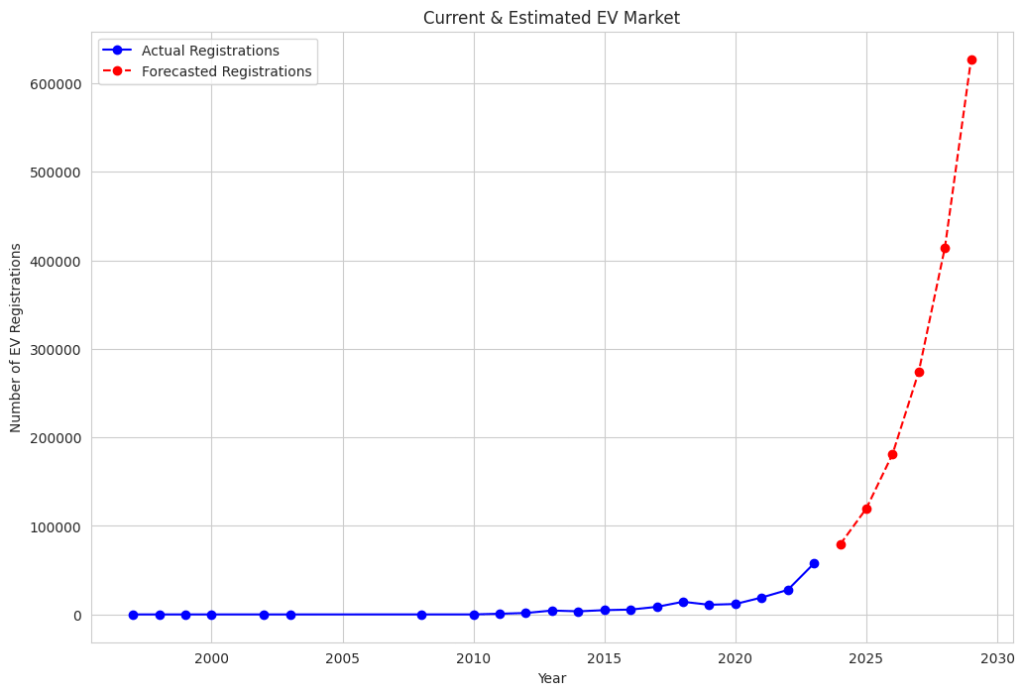 Current & Estimated EV Market
Actual Registrations
Forecasted Registrations
600000
500000
400000
300000
200000
100000
0
Number of EV Registrations
2000 2005 2010 2015 2020 2025 2030
Year